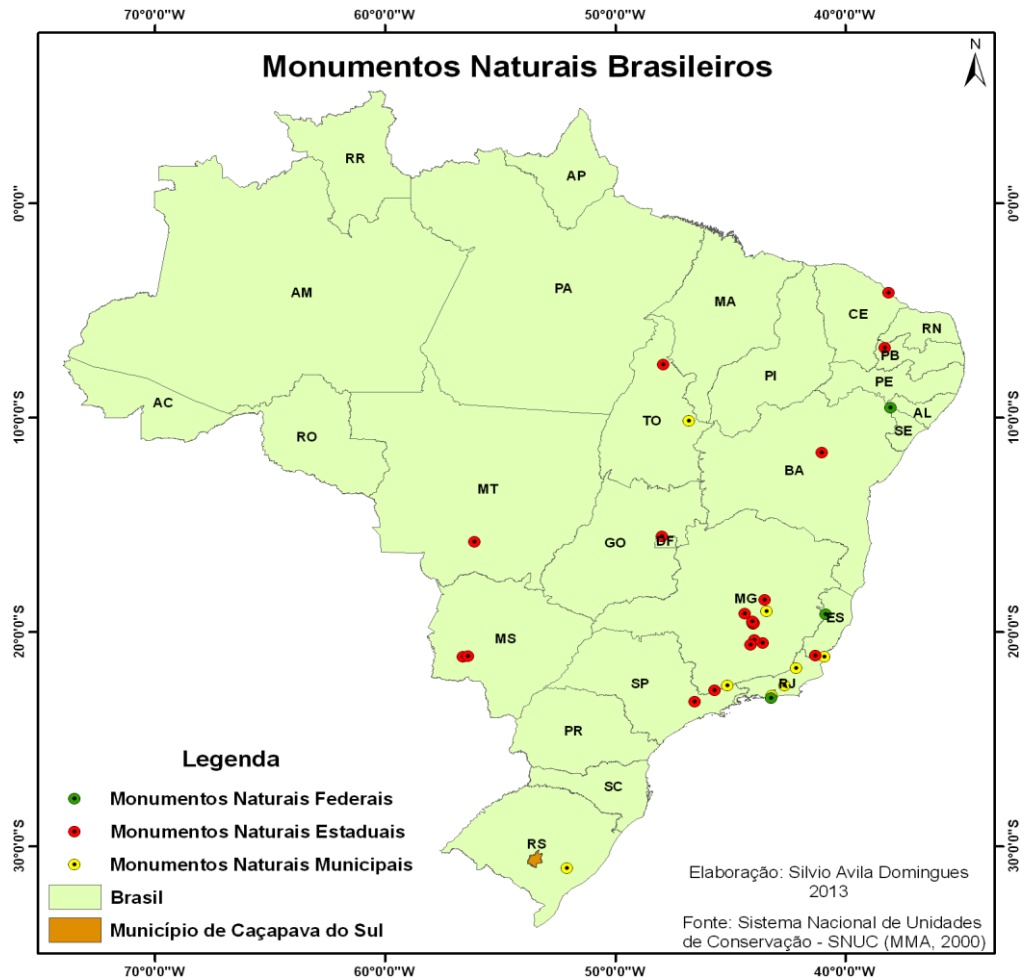 70°0'0"W 60°0'0"W 50°0'0"W 40°0'0"W
Monumentos Naturais Brasileiros
N
RR
AP
0°0'0"
0°0'0"
AM
PA
MA
CE
RN
PB
PI
PE
AC
TO
AL
10°0'0"S
10°0'0"S
SE
RO
BA
MT
GO
DF
MG
ES
20°0'0"S
20°0'0"S
MS
SP
RJ
PR
SC
RS
30°0'0"S
30°0'0"S
Legenda
Monumentos Naturais Federais
Monumentos Naturais Estaduais
Monumentos Naturais Municipais
Brasil
Município de Caçapava do Sul
Elaboração: Silvio Avila Domingues
2013
Fonte: Sistema Nacional de Unidades
de Conservação - SNUC (MMA, 2000)
70°0'0"W 60°0'0"W 50°0'0"W 40°0'0"W